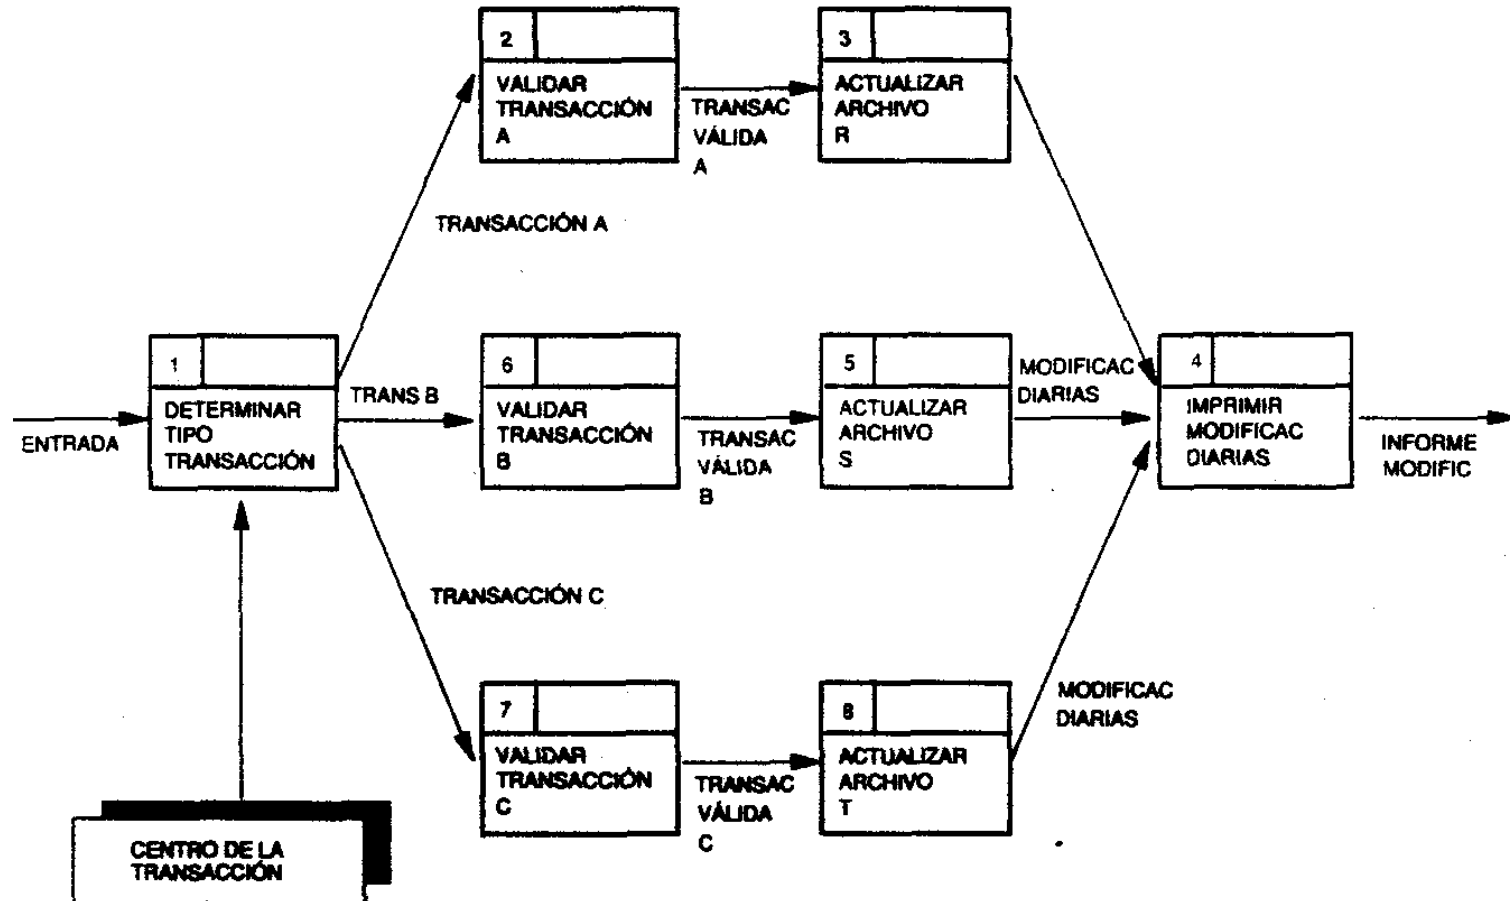 2
VALIDAR
TRANSACCIÓN
A
TRANSAC
VÁLIDA
A
3
ACTUALIZAR
ARCHIVO
R
TRANSACCIÓN A
ENTRADA
1
DETERMINAR
TIPO
TRANSACCIÓN
TRANS B
6
VALIDAR
TRANSACCIÓN
B
TRANSAC
VÁLIDA
B
5
ACTUALIZAR
ARCHIVO
S
MODIFICAC
DIARIAS
4
IMPRIMIR
MODIFICAC
DIARIAS
INFORME
MODIFIC
TRANSACCIÓN C
7
VALIDAR
TRANSACCIÓN
C
TRANSAC
VÁLIDA
C
8
ACTUALIZAR
ARCHIVO
T
MODIFICAC
DIARIAS
CENTRO DE LA
TRANSACCIÓN